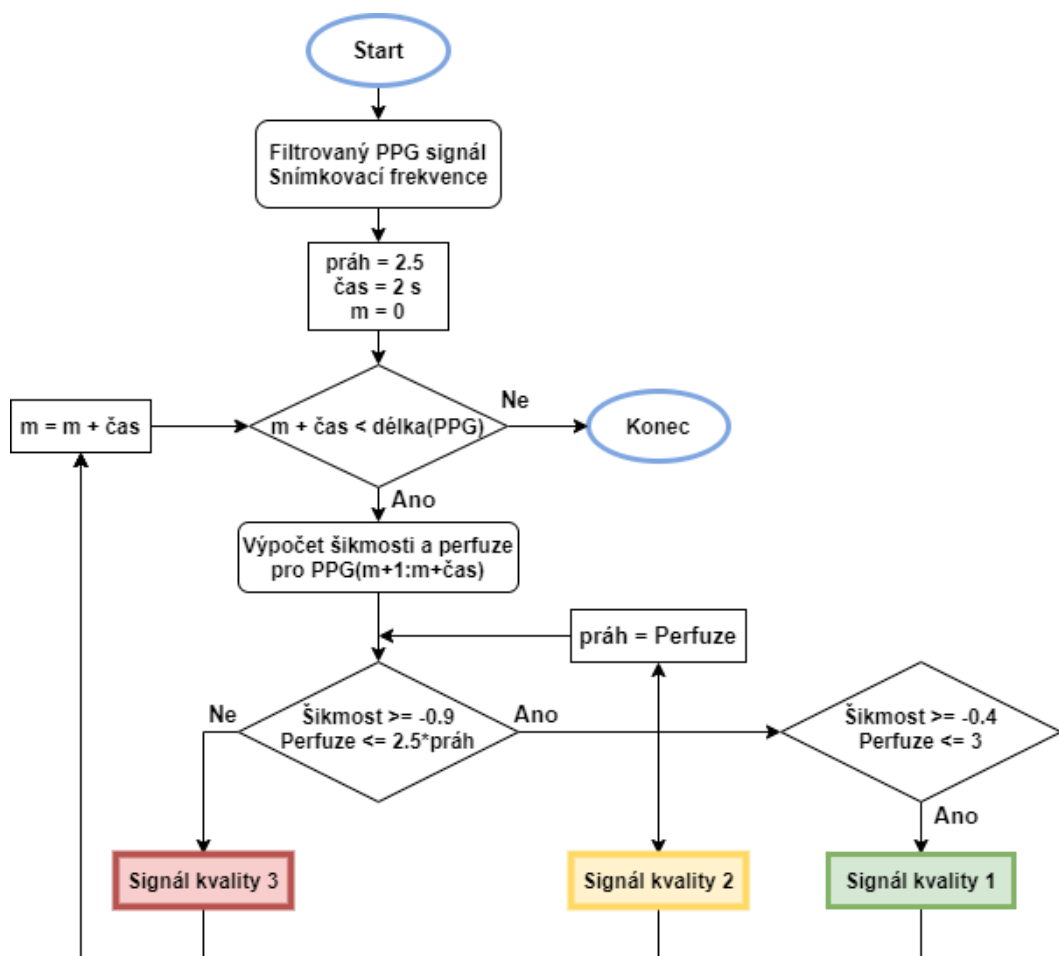 Start
Filtrovaný PPG signál
Snímkovací frekvence
práh = 2.5
čas = 2 s
m = 0
m = m + čas
m + čas < délka(PPG)
Ne
Konec
Ano
Výpočet šikmosti a perfuze
pro PPG(m+1:m+čas)
práh = Perfuze
Ne
Šikmost >= -0.9
Perfuze <= 2.5*práh
Ano
Šikmost >= -0.4
Perfuze <= 3
Ano
Signál kvality 3
Signál kvality 2
Signál kvality 1